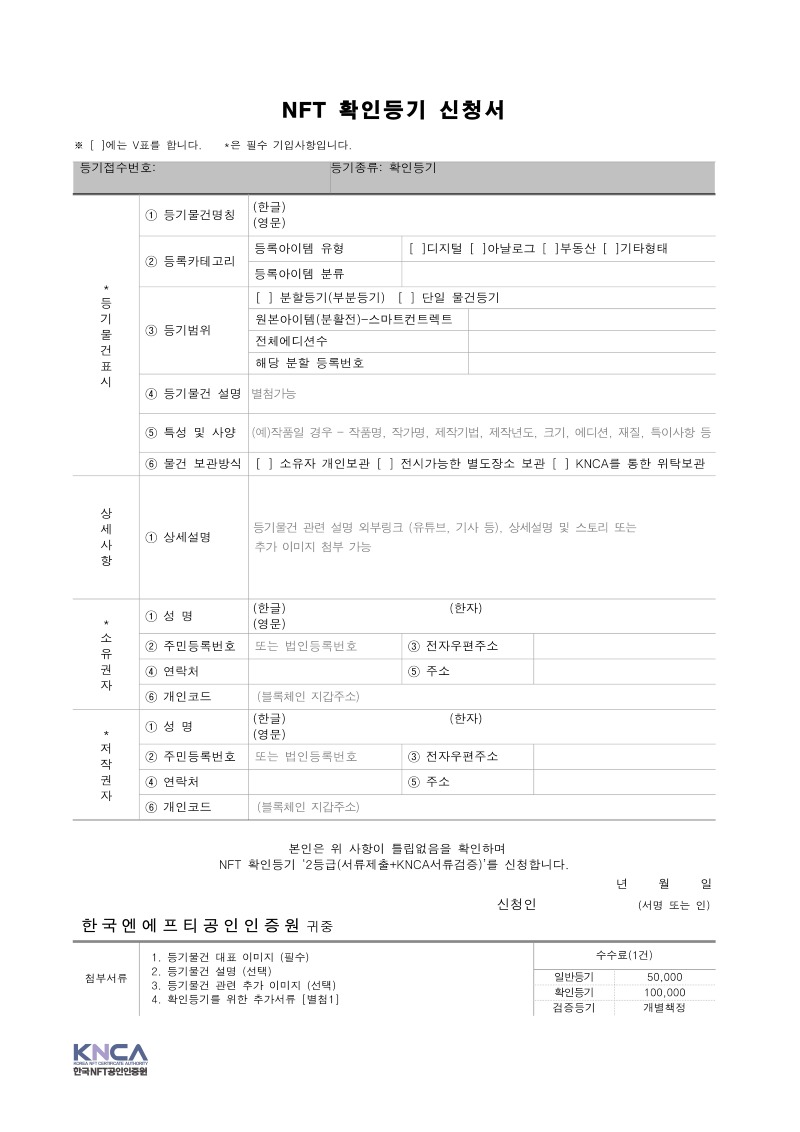 NFT 확인등기 신청서
※ [ ]에는 V표를 합니다. *은 필수 기입사항입니다.
등기접수번호: 등기종류: 확인등기
*등기물건표시
① 등기물건명칭 (한글)
(영문)
② 등록카테고리 등록아이템 유형 [ ]디지털 [ ]아날로그 [ ]부동산 [ ]기타형태
등록아이템 분류
③ 등기범위 [ ] 분할등기(부분등기) [ ] 단일 물건등기
원본아이템(분활전)-스마트컨트렉트
전체에디션수
해당 분할 등록번호
④ 등기물건 설명 별첨가능
⑤ 특성 및 사양 (예)작품일 경우 - 작품명, 작가명, 제작기법, 제작년도, 크기, 에디션, 재질, 특이사항 등
⑥ 물건 보관방식 [ ] 소유자 개인보관 [ ] 전시가능한 별도장소 보관 [ ] KNCA를 통한 위탁보관
상세사항
① 상세설명 등기물건 관련 설명 외부링크 (유튜브, 기사 등), 상세설명 및 스토리 또는
추가 이미지 첨부 가능
*소유권자
① 성 명 (한글) (한자)
(영문)
② 주민등록번호 또는 법인등록번호 ③ 전자우편주소
④ 연락처 ⑤ 주소
⑥ 개인코드 (블록체인 지갑주소)
*저작권자
① 성 명 (한글) (한자)
(영문)
② 주민등록번호 또는 법인등록번호 ③ 전자우편주소
④ 연락처 ⑤ 주소
⑥ 개인코드 (블록체인 지갑주소)
본인은 위 사항이 틀립없음을 확인하며
NFT 확인등기 '2등급(서류제출+KNCA서류검증)'를 신청합니다.
년 월 일
신청인 (서명 또는 인)
한국엔에프티공인인증원 귀중
첨부서류
1. 등기물건 대표 이미지 (필수)
2. 등기물건 설명 (선택)
3. 등기물건 관련 추가 이미지 (선택)
4. 확인등기를 위한 추가서류 [별첨1]
수수료(1건)
일반등기 50,000
확인등기 100,000
검증등기 개별책정
KNCA
KOREA NFT CERTIFICATE AUTHORITY
한국NFT공인인증원